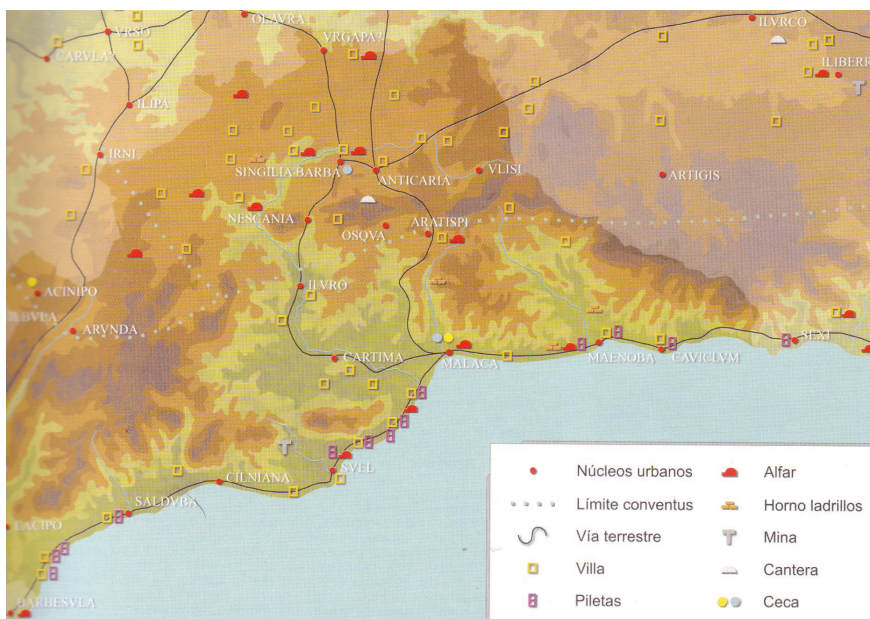 OLAVRA
ILVRCO
VRSO
VRGAPA?
CARVLA?
ILIBERR
ILIPA
IRNI
SINGILIA BARBA
ANTICARIA
VLISI
ARTIGIS
NESCANIA
OSQVA
ARATISPI
ACINIPO
ILVRO
ARVNDA
CARTIMA
MALACA
MAENOBA
CAVICLVM
SEXI
SVEL
CILNIANA
SALDVBA
LACIPO
BARBESVLA
Núcleos urbanos
Alfar
Límite conventus
Horno ladrillos
Vía terrestre
Mina
Villa
Cantera
Piletas
Ceca